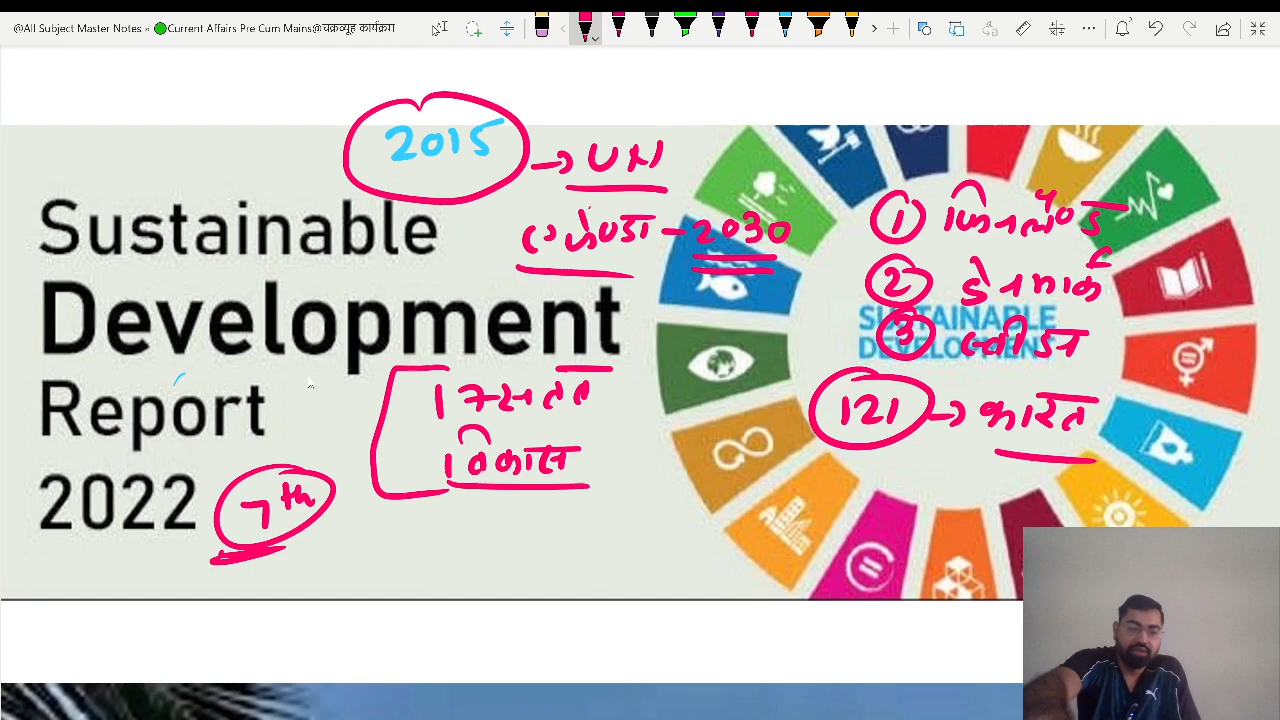 @All Subject Master Notes » Current Affairs Pre Cum Mains@चक्रव्यूह कार्यक्रम
2015 → UN
Sustainable
एजेण्डा - 2030
Development
Report
2022
7th
17 सतत
विकास
SUSTAINABLE
DEVELOPMENT
1 फिनलैण्ड
2 डेनमार्क
3 स्वीडन
121 → भारत